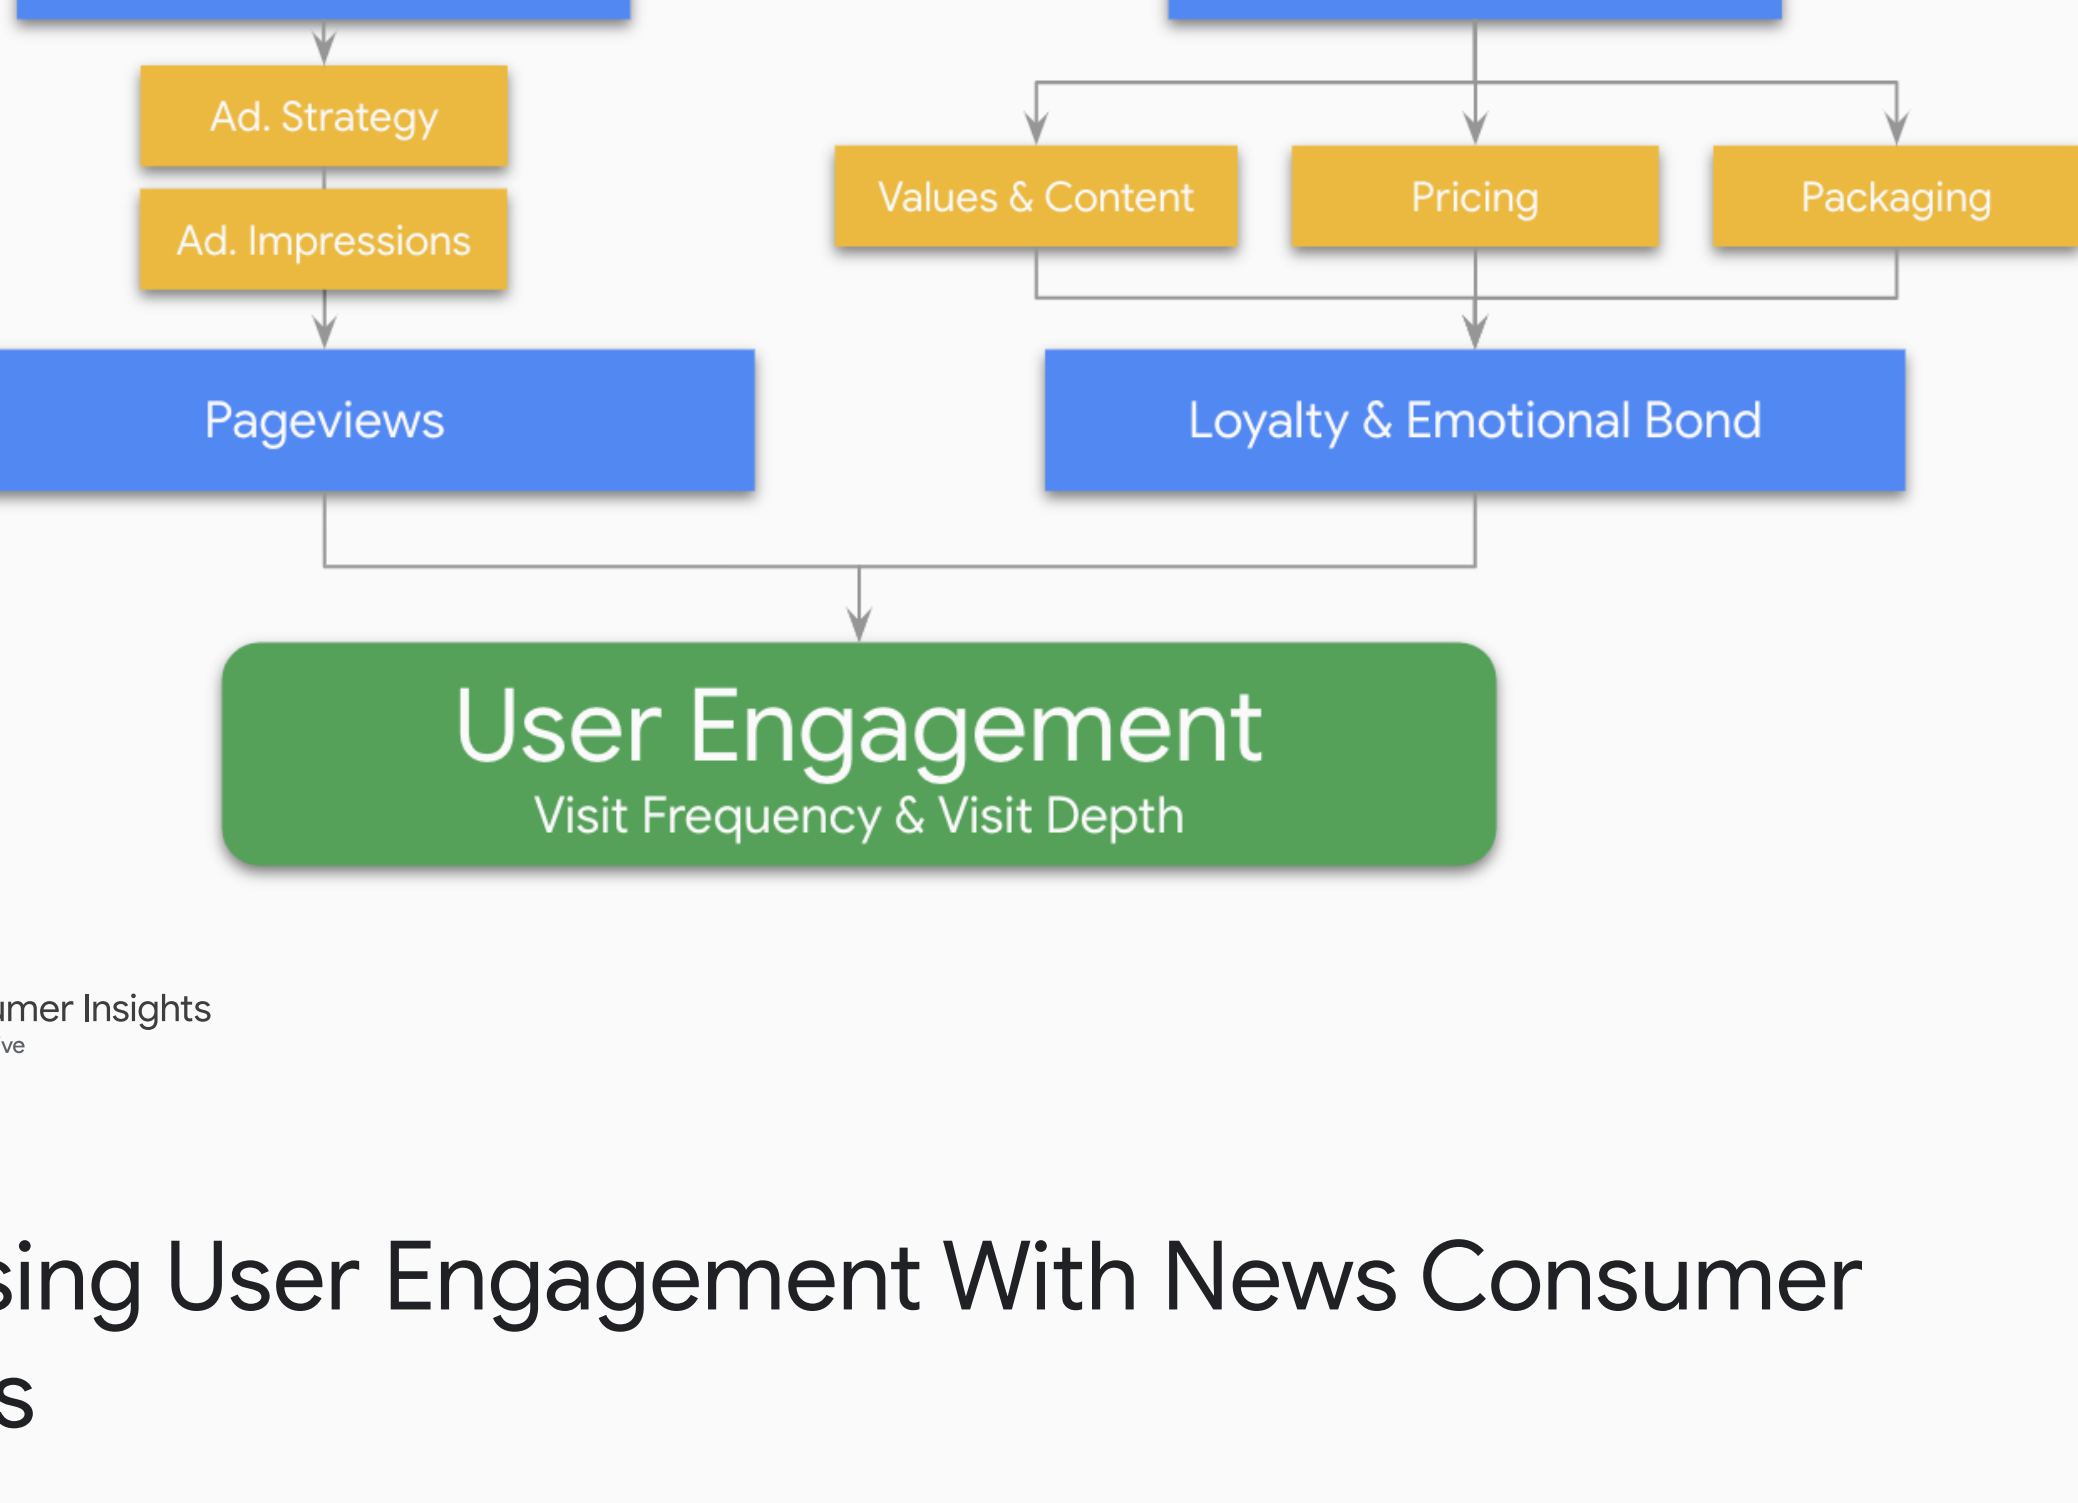 Ad. Strategy
Values & Content
Pricing
Packaging
Ad. Impressions
Pageviews
Loyalty & Emotional Bond
User Engagement
Visit Frequency & Visit Depth
umer Insights
ve
sing User Engagement With News Consumer
s